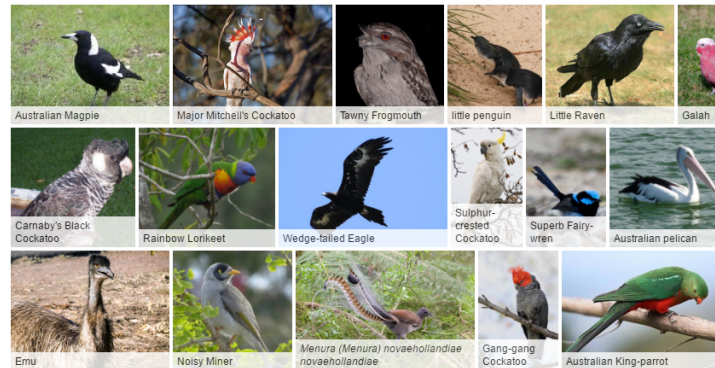 Australian Magpie
Major Mitchell's Cockatoo
Tawny Frogmouth
little penguin
Little Raven
Galah
Carnaby's Black
Cockatoo
Rainbow Lorikeet
Wedge-tailed Eagle
Sulphur-
crested
Cockatoo
Superb Fairy-
wren
Australian pelican
Emu
Noisy Miner
Menura (Menura) novaehollandiae
novaehollandiae
Gang-gang
Cockatoo
Australian King-parrot